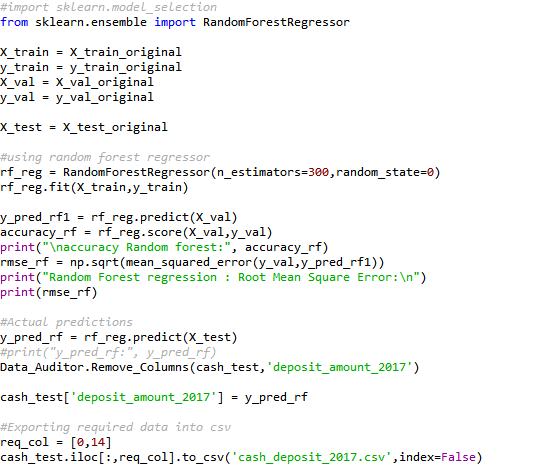 #import sklearn.model_selection
from sklearn.ensemble import RandomForestRegressor
X_train = X_train_original
y_train = y_train_original
X_val = X_val_original
y_val = y_val_original
X_test = X_test_original
#using random forest regressor
rf_reg = RandomForestRegressor(n_estimators=300,random_state=0)
rf_reg.fit(X_train,y_train)
y_pred_rf1 = rf_reg.predict(X_val)
accuracy_rf = rf_reg.score(X_val,y_val)
print("\naccuracy Random forest:", accuracy_rf)
rmse_rf = np.sqrt(mean_squared_error(y_val,y_pred_rf1))
print("Random Forest regression : Root Mean Square Error:\n")
print(rmse_rf)
#Actual predictions
y_pred_rf = rf_reg.predict(X_test)
#print("y_pred_rf:", y_pred_rf)
Data_Auditor.Remove_Columns(cash_test,'deposit_amount_2017')
cash_test['deposit_amount_2017'] = y_pred_rf
#Exporting required data into csv
req_col = [0,14]
cash_test.iloc[:,req_col].to_csv('cash_deposit_2017.csv',index=False)